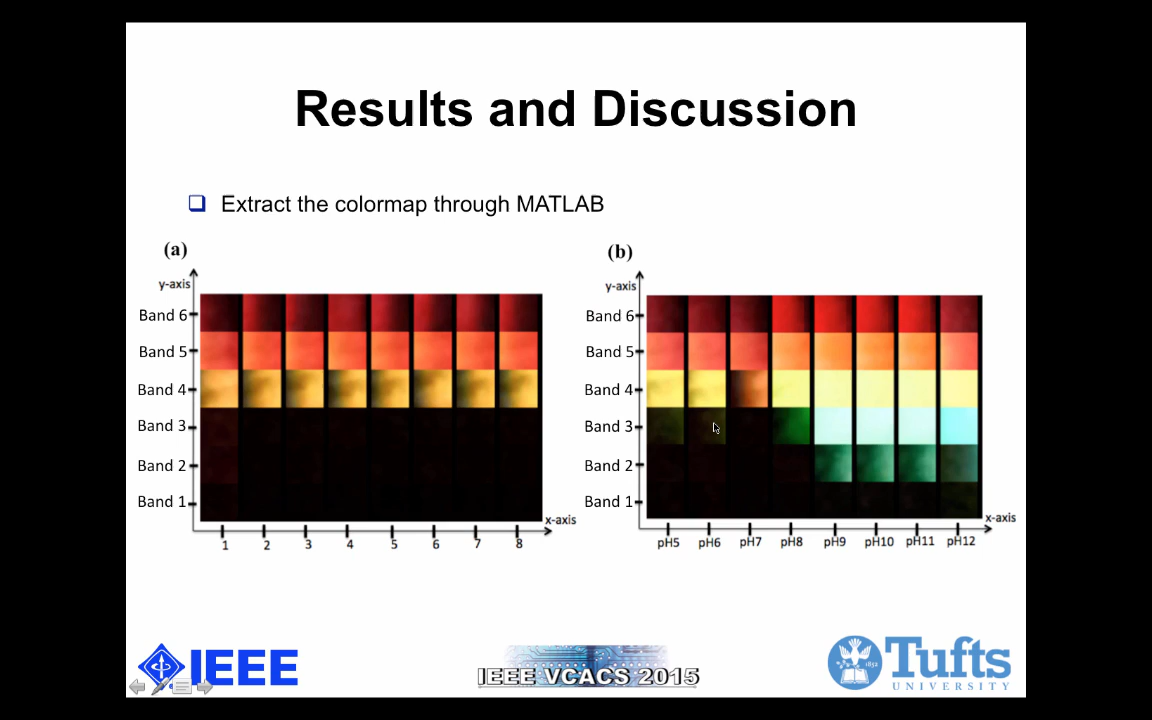 Results and Discussion
Extract the colormap through MATLAB
(a)
y-axis
Band 6
Band 5
Band 4
Band 3
Band 2
Band 1
x-axis
1 2 3 4 5 6 7 8
(b)
y-axis
Band 6
Band 5
Band 4
Band 3
Band 2
Band 1
x-axis
pH5 pH6 pH7 pH8 pH9 pH10 pH11 pH12
IEEE
IEEE VCACS 2015
1852
Tufts
UNIVERSITY